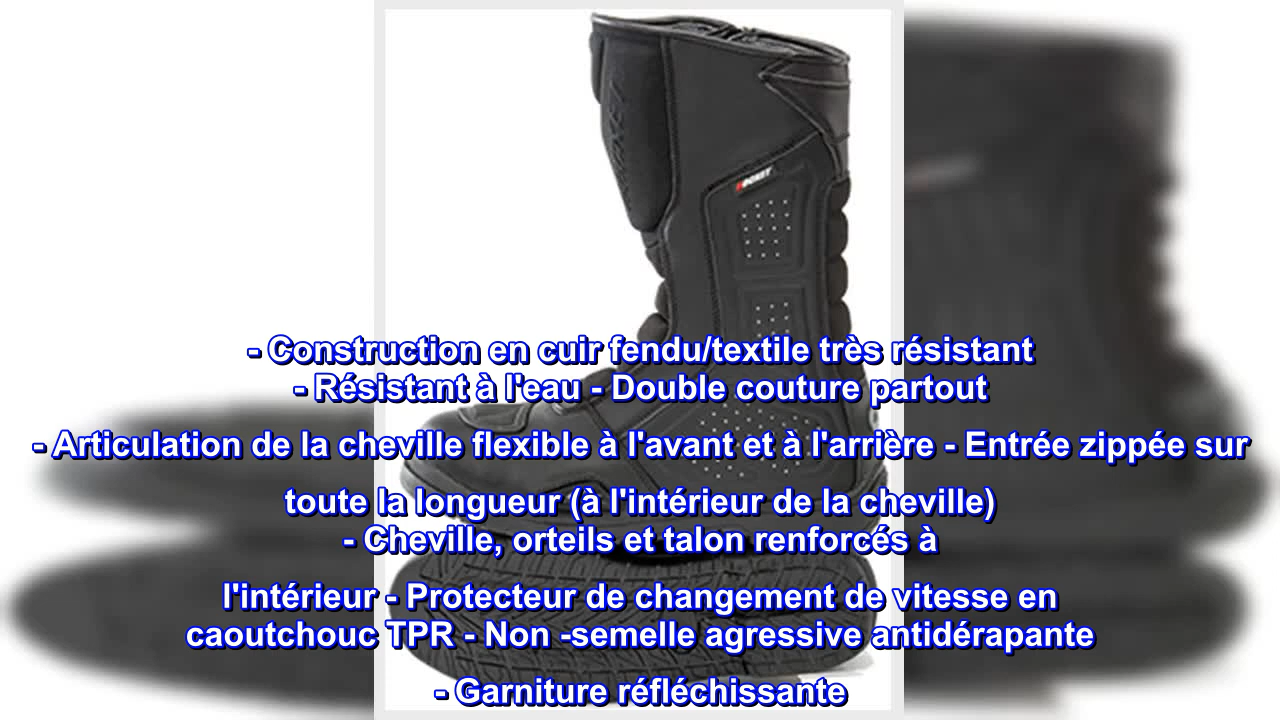 - Construction en cuir fendu/textile très résistant
- Résistant à l'eau - Double couture partout
- Articulation de la cheville flexible à l'avant et à l'arrière - Entrée zippée sur
toute la longueur (à l'intérieur de la cheville)
- Cheville, orteils et talon renforcés à
l'intérieur - Protecteur de changement de vitesse en
caoutchouc TPR - Non -semelle agressive antidérapante
- Garniture réfléchissante